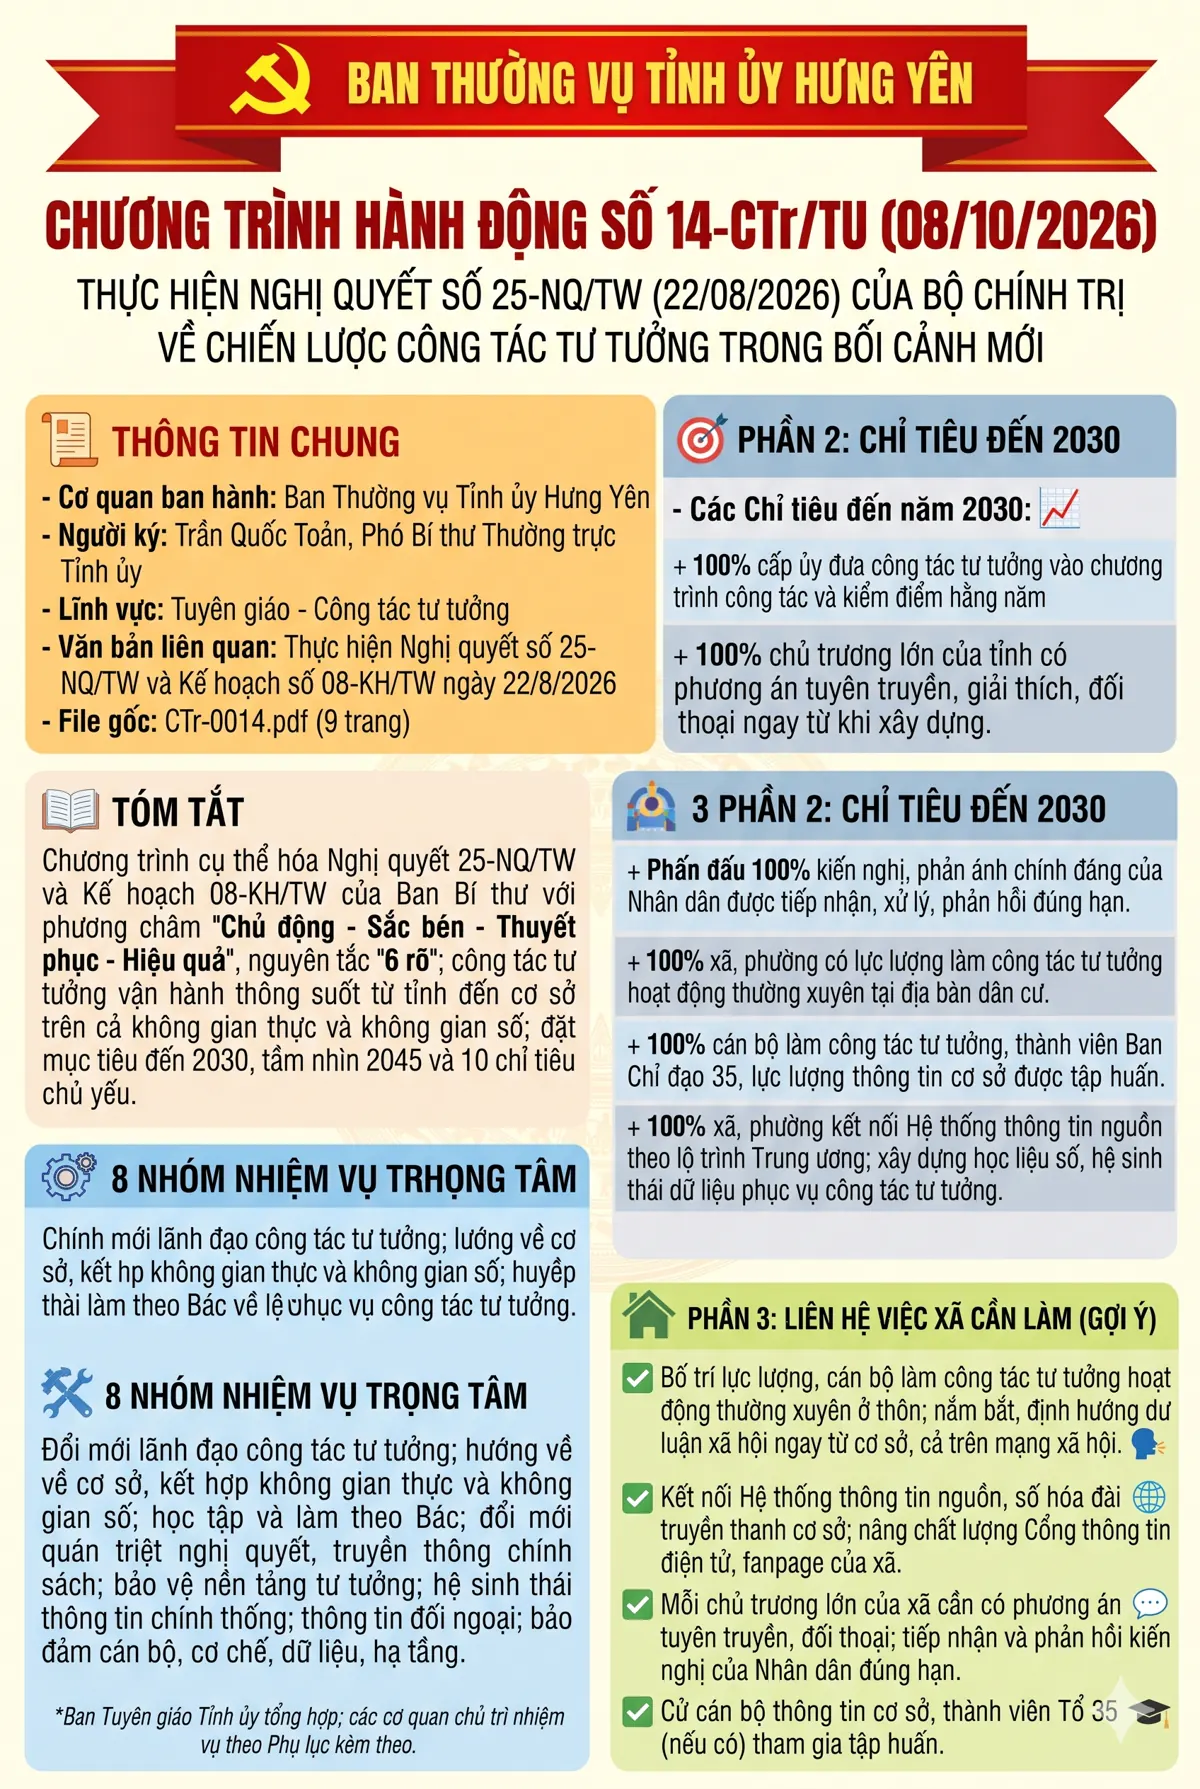 BAN THƯỜNG VỤ TỈNH ỦY HƯNG YÊN
CHƯƠNG TRÌNH HÀNH ĐỘNG SỐ 14-CTr/TU (08/10/2026)
THỰC HIỆN NGHỊ QUYẾT SỐ 25-NQ/TW (22/08/2026) CỦA BỘ CHÍNH TRỊ
VỀ CHIẾN LƯỢC CÔNG TÁC TƯ TƯỞNG TRONG BỐI CẢNH MỚI
THÔNG TIN CHUNG
- Cơ quan ban hành: Ban Thường vụ Tỉnh ủy Hưng Yên
- Người ký: Trần Quốc Toản, Phó Bí thư Thường trực
Tỉnh ủy
- Lĩnh vực: Tuyên giáo - Công tác tư tưởng
- Văn bản liên quan: Thực hiện Nghị quyết số 25-
NQ/TW và Kế hoạch số 08-KH/TW ngày 22/8/2026
- File gốc: CTr-0014.pdf (9 trang)
PHẦN 2: CHỈ TIÊU ĐẾN 2030
- Các Chỉ tiêu đến năm 2030:
+ 100% cấp ủy đưa công tác tư tưởng vào chương
trình công tác và kiểm điểm hằng năm
+ 100% chủ trương lớn của tỉnh có
phương án tuyên truyền, giải thích, đối
thoại ngay từ khi xây dựng.
TÓM TẮT
Chương trình cụ thể hóa Nghị quyết 25-NQ/TW
và Kế hoạch 08-KH/TW của Ban Bí thư với
phương châm "Chủ động - Sắc bén - Thuyết
phục - Hiệu quả", nguyên tắc "6 rõ"; công tác tư
tưởng vận hành thông suốt từ tỉnh đến cơ sở
trên cả không gian thực và không gian số; đặt
mục tiêu đến 2030, tầm nhìn 2045 và 10 chỉ tiêu
chủ yếu.
3 PHẦN 2: CHỈ TIÊU ĐẾN 2030
+ Phấn đấu 100% kiến nghị, phản ánh chính đáng của
Nhân dân được tiếp nhận, xử lý, phản hồi đúng hạn.
+ 100% xã, phường có lực lượng làm công tác tư tưởng
hoạt động thường xuyên tại địa bàn dân cư.
+ 100% cán bộ làm công tác tư tưởng, thành viên Ban
Chỉ đạo 35, lực lượng thông tin cơ sở được tập huấn.
+ 100% xã, phường kết nối Hệ thống thông tin nguồn
theo lộ trình Trung ương; xây dựng học liệu số, hệ sinh
thái dữ liệu phục vụ công tác tư tưởng.
8 NHÓM NHIỆM VỤ TRHỌNG TÂM
Chính mới lãnh đạo công tác tư tưởng; lướng về cơ
sở, kết hp không gian thực và không gian số; huyệp
thài làm theo Bác về lệ ụhục vụ công tác tư tưởng.
8 NHÓM NHIỆM VỤ TRỌNG TÂM
Đổi mới lãnh đạo công tác tư tưởng; hướng về
về cơ sở, kết hợp không gian thực và không
gian số; học tập và làm theo Bác; đổi mới
quán triệt nghị quyết, truyền thông chính
sách; bảo vệ nền tảng tư tưởng; hệ sinh thái
thông tin chính thống; thông tin đối ngoại; bảo
đảm cán bộ, cơ chế, dữ liệu, hạ tầng.
*Ban Tuyên giáo Tỉnh ủy tổng hợp; các cơ quan chủ trì nhiệm
vụ theo Phụ lục kèm theo.
PHẦN 3: LIÊN HỆ VIỆC XÃ CẦN LÀM (GỢI Ý)
Bố trí lực lượng, cán bộ làm công tác tư tưởng hoạt
động thường xuyên ở thôn; nắm bắt, định hướng dư
luận xã hội ngay từ cơ sở, cả trên mạng xã hội.
Kết nối Hệ thống thông tin nguồn, số hóa đài
truyền thanh cơ sở; nâng chất lượng Cổng thông tin
điện tử, fanpage của xã.
Mỗi chủ trương lớn của xã cần có phương án
tuyên truyền, đối thoại; tiếp nhận và phản hồi kiến
nghị của Nhân dân đúng hạn.
Cử cán bộ thông tin cơ sở, thành viên Tổ 35
(nếu có) tham gia tập huấn.